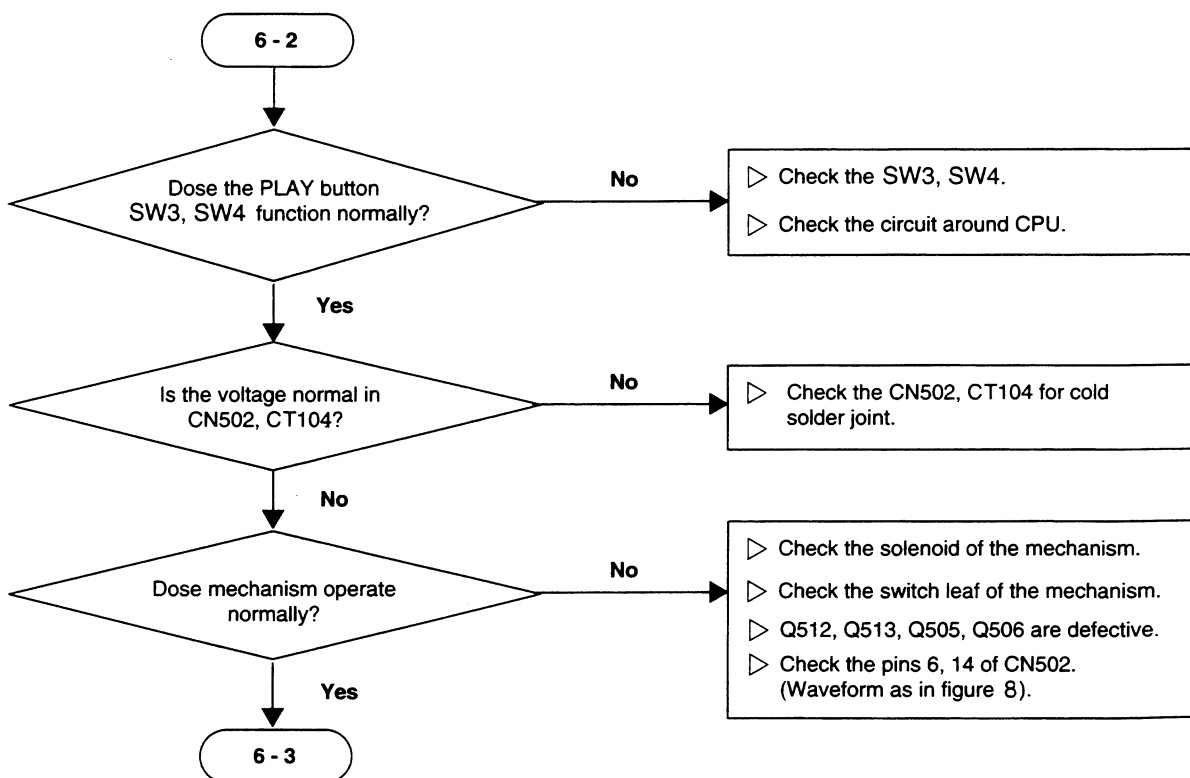 6 - 2
Dose the PLAY button
SW3, SW4 function normally?
No
▷ Check the SW3, SW4.
▷ Check the circuit around CPU.
Yes
Is the voltage normal in
CN502, CT104?
No
▷ Check the CN502, CT104 for cold
solder joint.
No
Dose mechanism operate
normally?
No
▷ Check the solenoid of the mechanism.
▷ Check the switch leaf of the mechanism.
▷ Q512, Q513, Q505, Q506 are defective.
▷ Check the pins 6, 14 of CN502.
(Waveform as in figure 8).
Yes
6 - 3